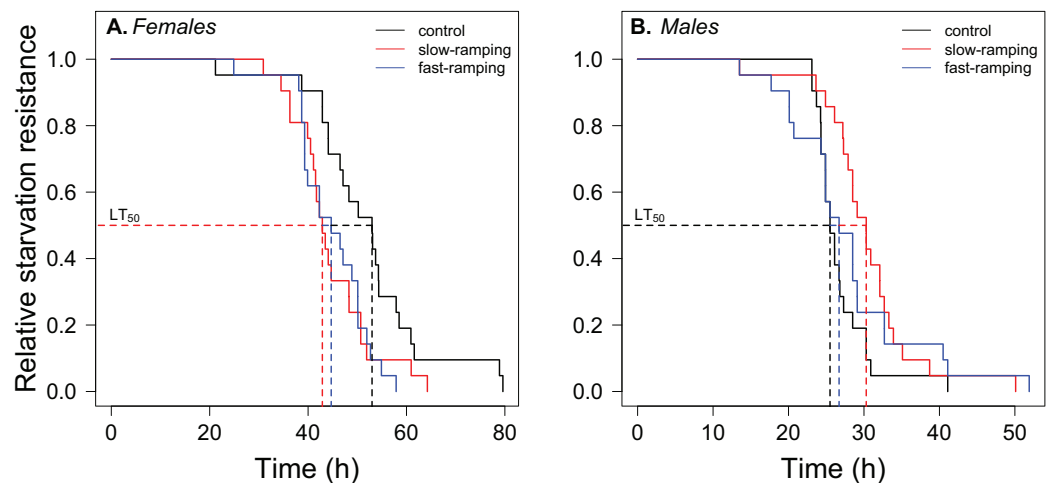 A. Females
control
slow-ramping
fast-ramping
Relative starvation resistance
1.0
0.8
0.6
0.4
0.2
0.0
LT50
0 20 40 60 80
Time (h)
B. Males
control
slow-ramping
fast-ramping
1.0
0.8
0.6
0.4
0.2
0.0
LT50
0 10 20 30 40 50
Time (h)